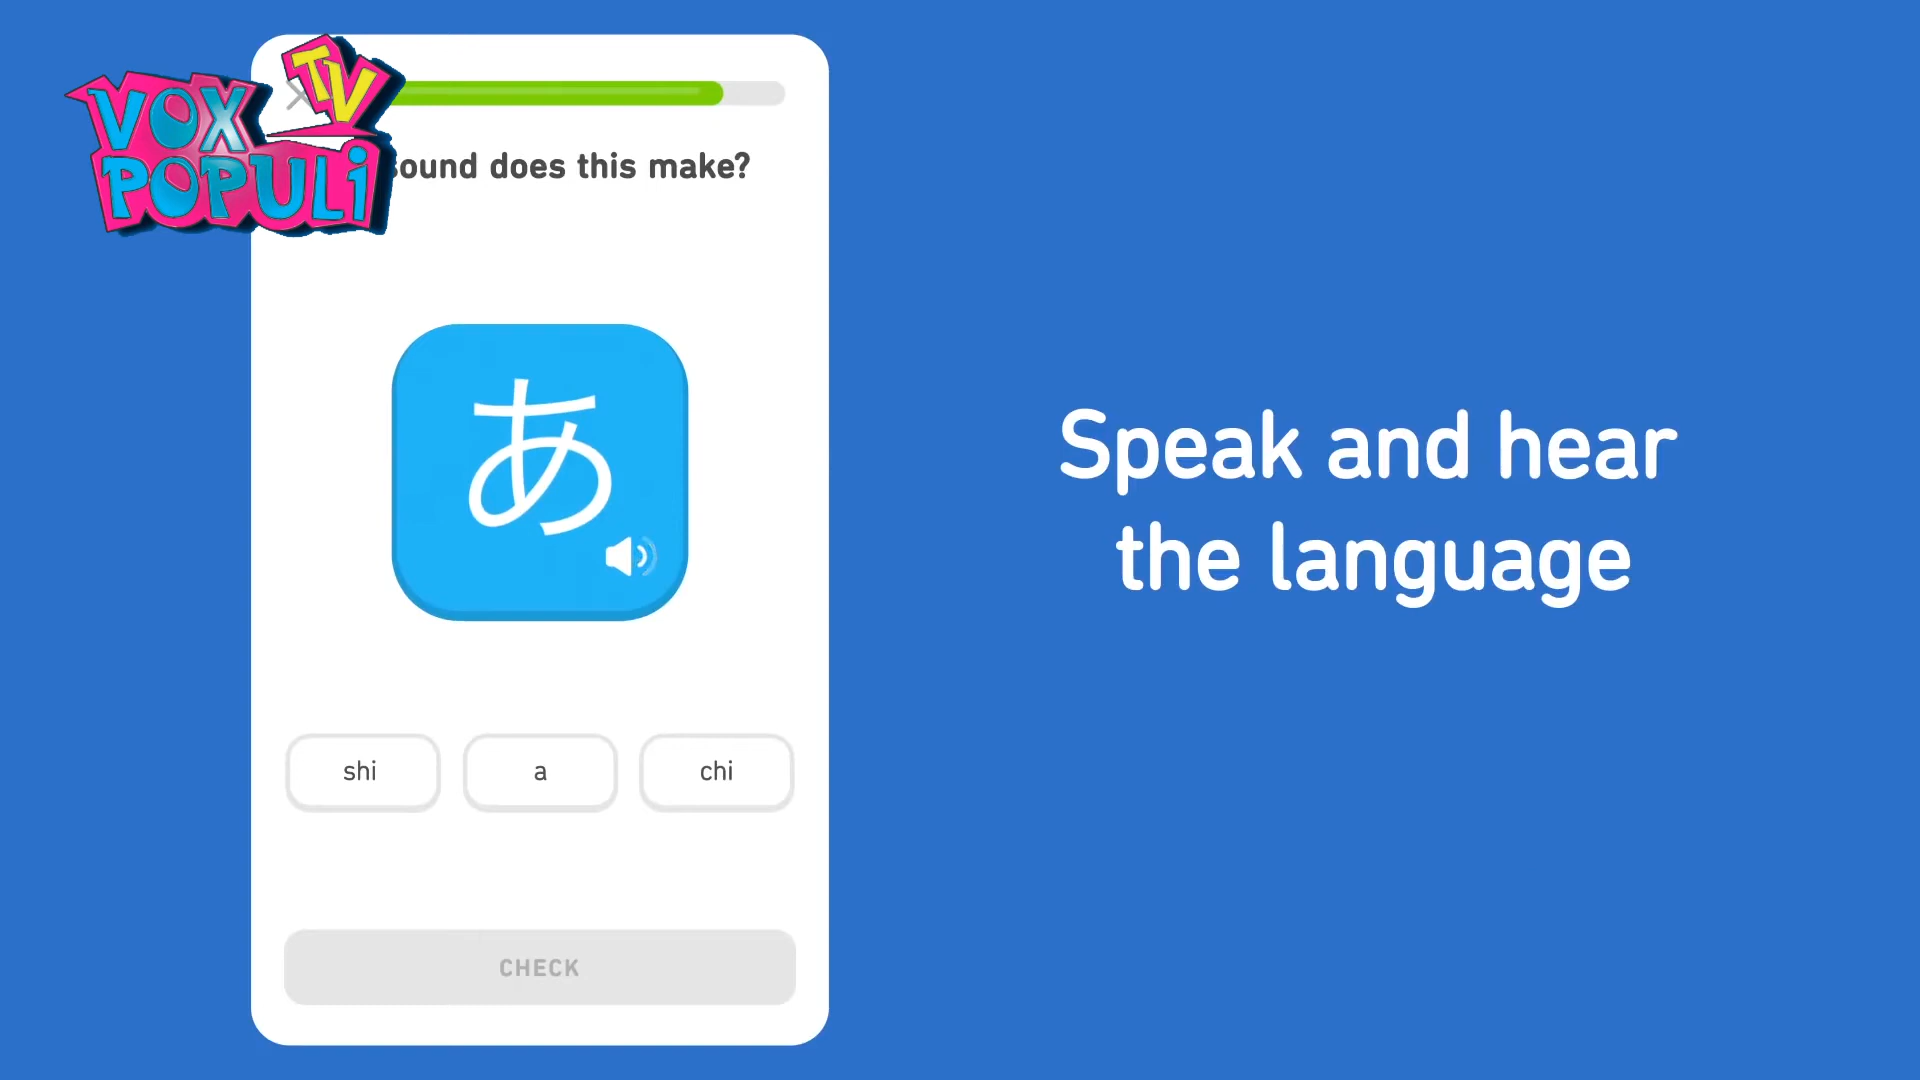 VOX
TV
POPULi
ound does this make?
あ
shi
a
chi
CHECK
Speak and hear
the language